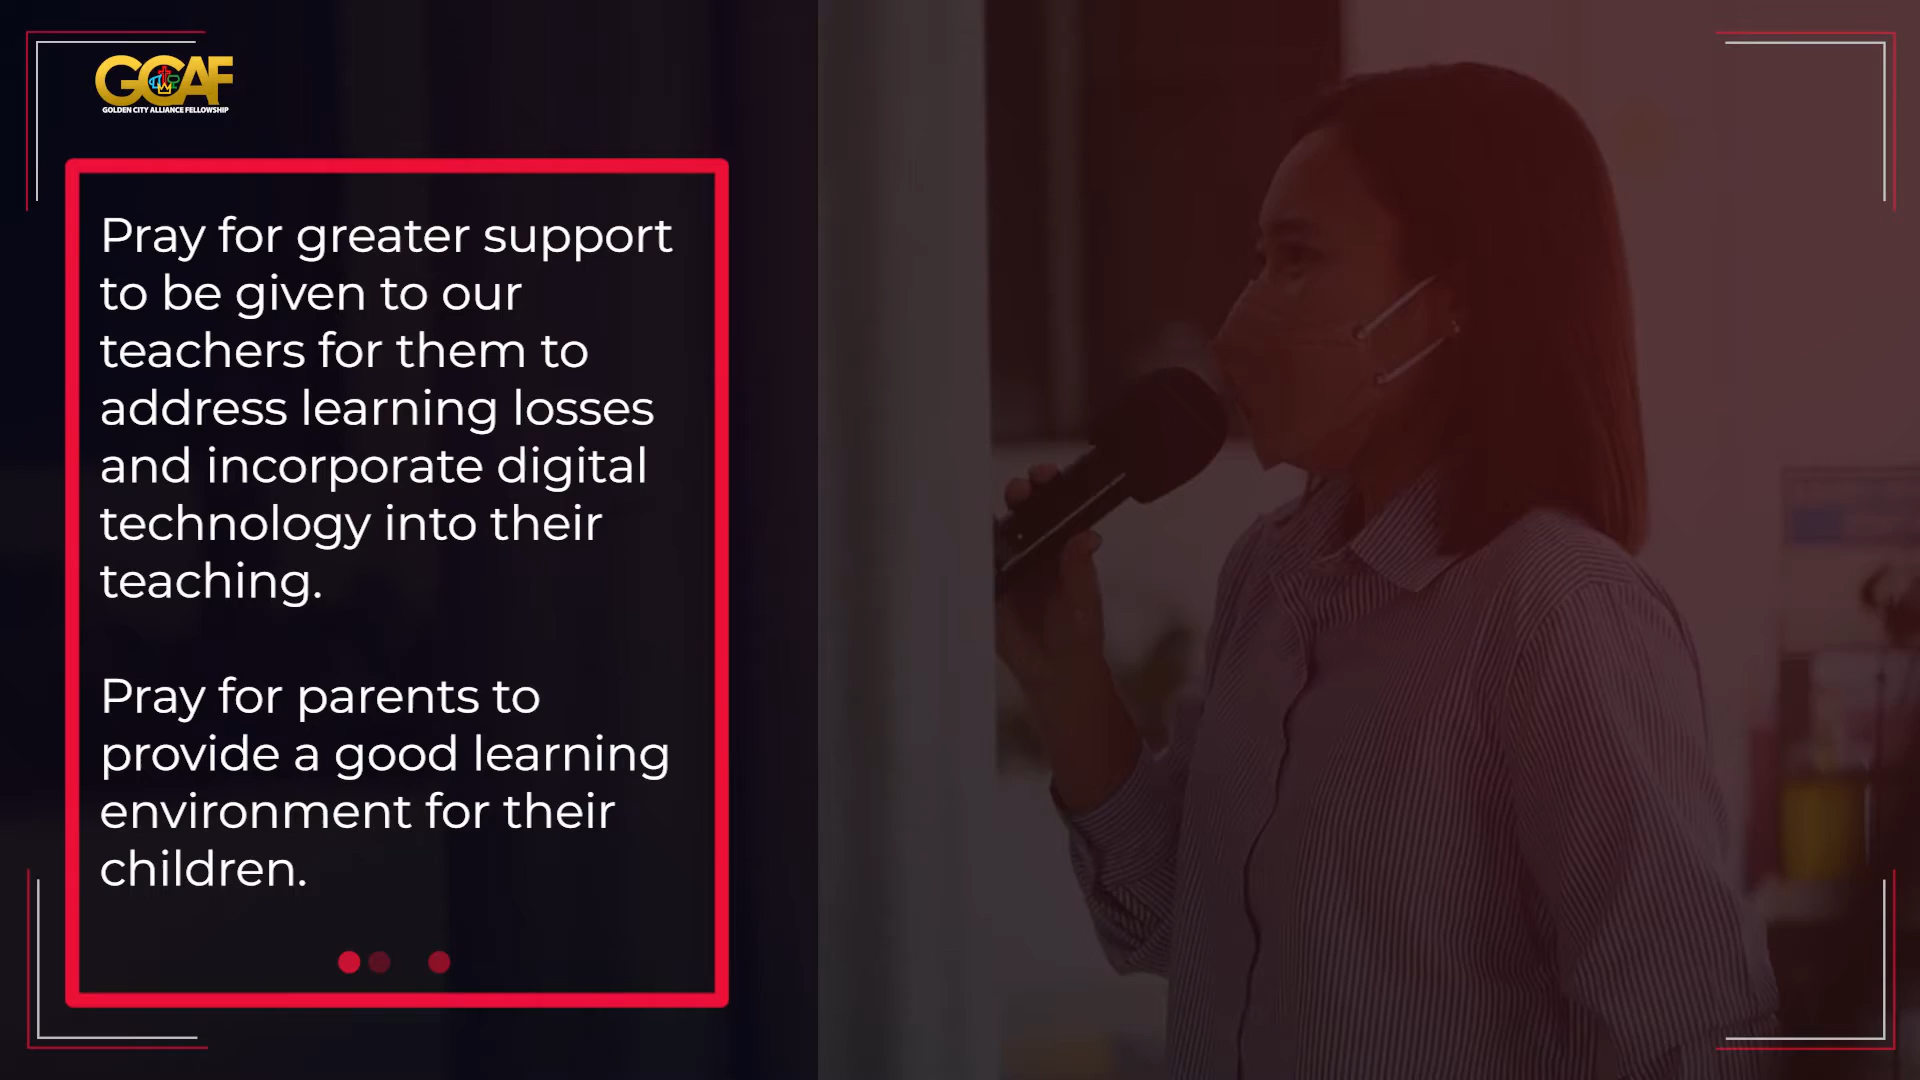 GCAF
GOLDEN CITY ALLIANCE FELLOWSHIP
Pray for greater support
to be given to our
teachers for them to
address learning losses
and incorporate digital
technology into their
teaching.
Pray for parents to
provide a good learning
environment for their
children.